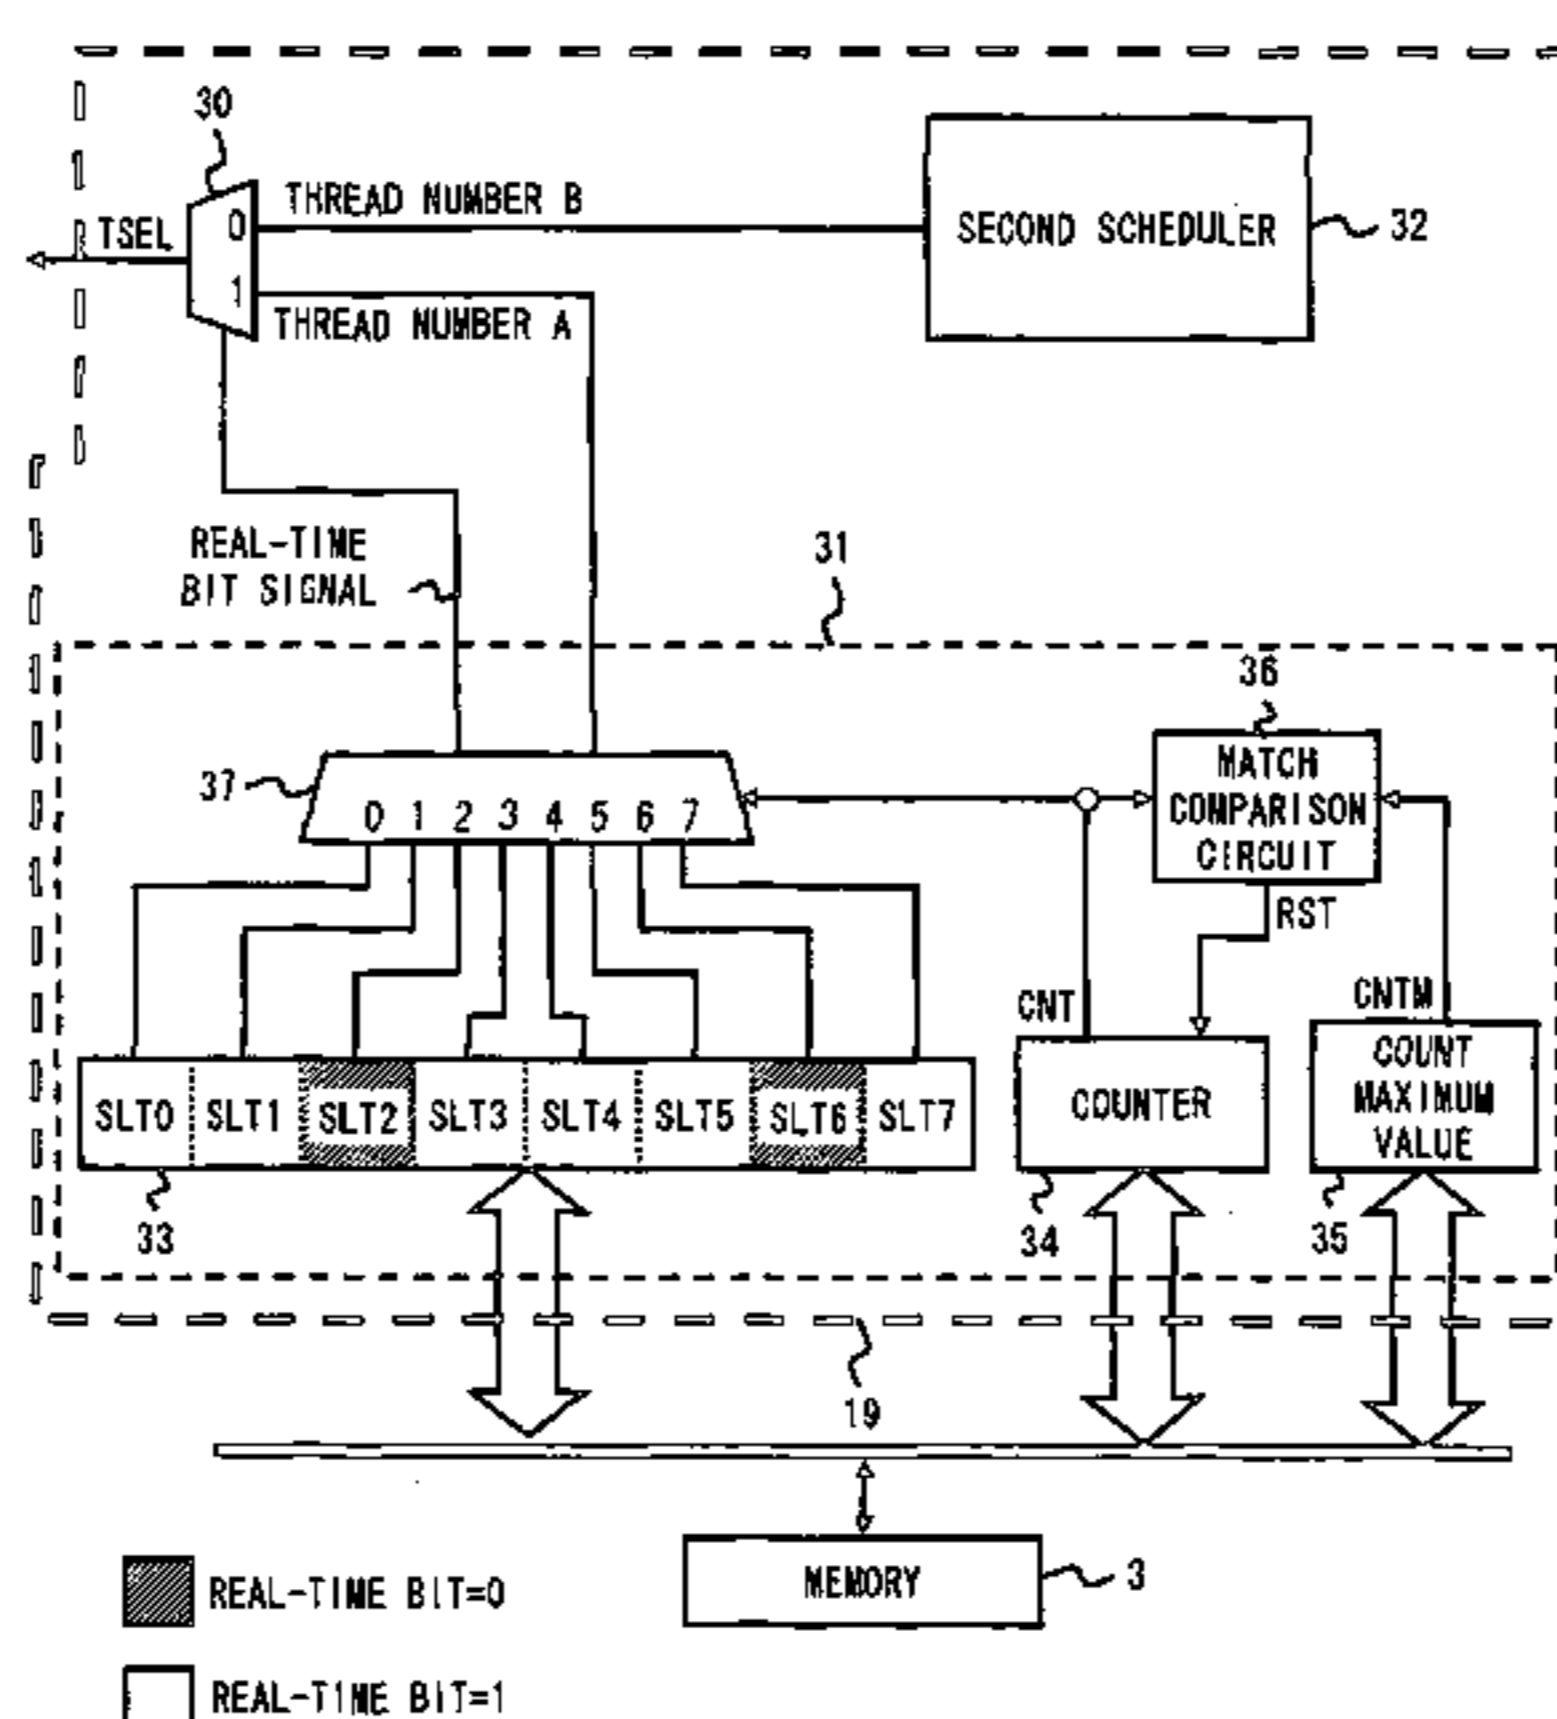 30
TSEL
0
1
THREAD NUMBER B
THREAD NUMBER A
SECOND SCHEDULER
32
REAL-TIME
BIT SIGNAL
31
36
37
0 1 2 3 4 5 6 7
MATCH
COMPARISON
CIRCUIT
RST
CNT
CNTM
SLT0 SLT1 SLT2 SLT3 SLT4 SLT5 SLT6 SLT7
COUNTER
COUNT
MAXIMUM
VALUE
33
34
35
19
MEMORY
3
REAL-TIME BIT=0
REAL-TIME BIT=1